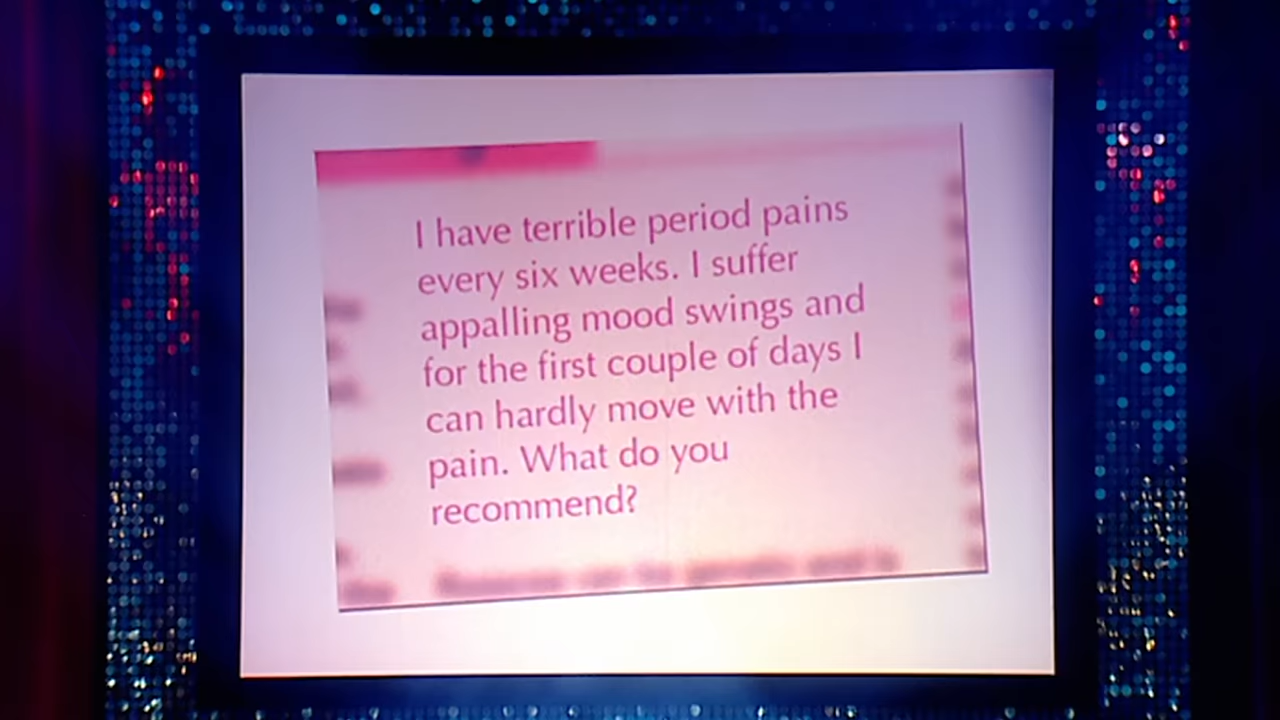 I have terrible period pains
every six weeks. I suffer
appalling mood swings and
for the first couple of days I
can hardly move with the
pain. What do you
recommend?